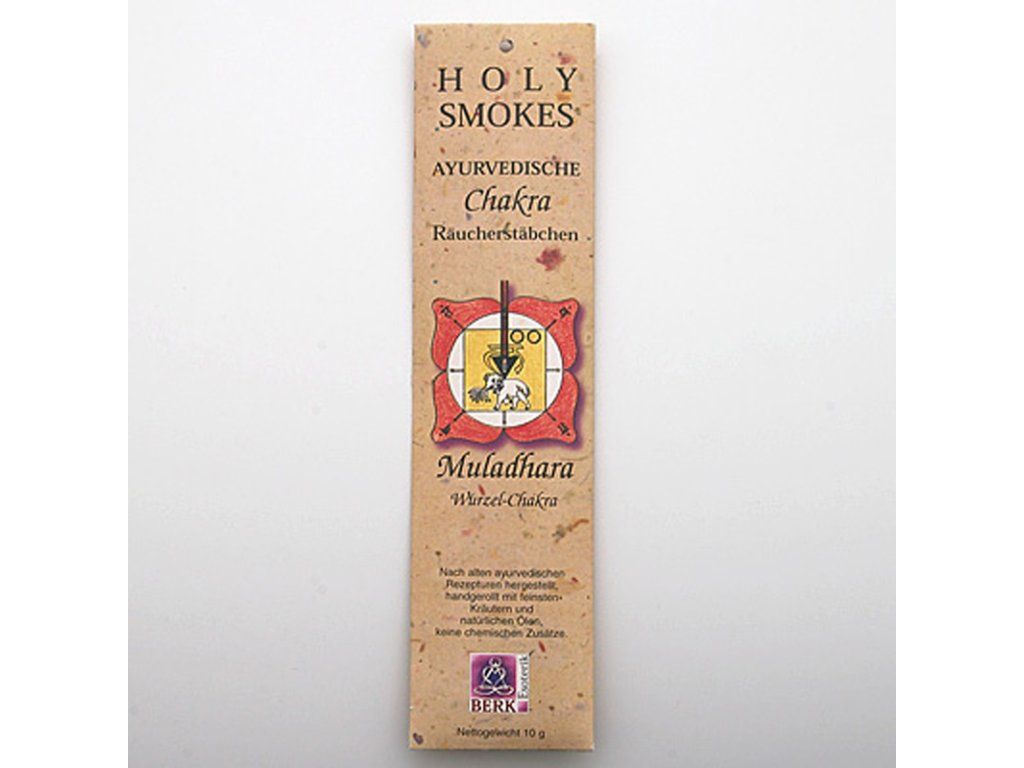 HOLY
SMOKES
AYURVEDISCHE
Chakra
Räucherstäbchen
Muladhara
Wurzel-Chakra
Nach alten ayurvedischen
Rezepturen hergestellt,
handgerollt mit feinsten
Kräutern und
natürlichen Ölen,
keine chemischen Zusätze.
BERK
Esoterik
Nettogewicht 10 g